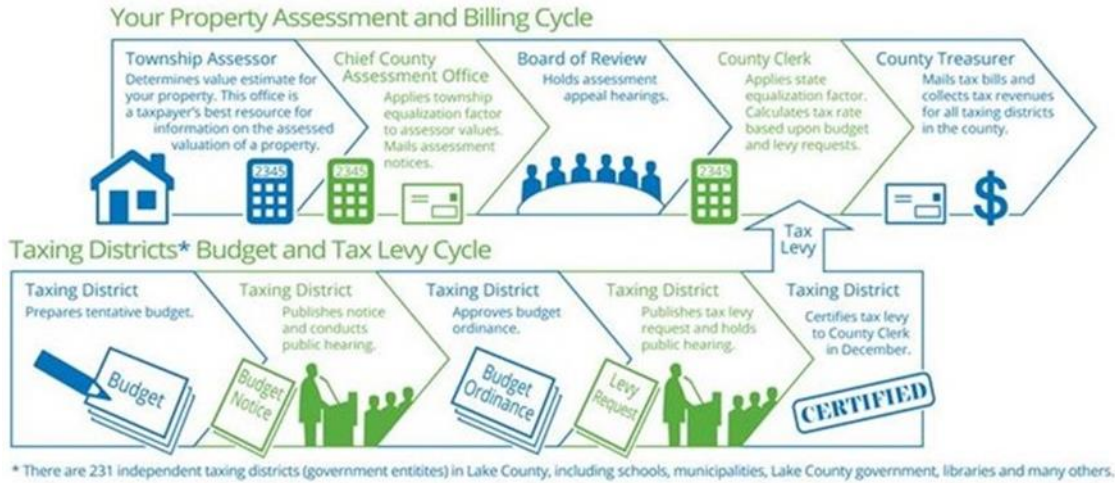 Your Property Assessment and Billing Cycle
Township Assessor
Determines value estimate for
your property. This office is
a taxpayer's best resource for
information on the assessed
valuation of a property.
2345
Chief County
Assessment Office
Applies township
equalization factor
to assessor values.
Mails assessment
notices.
2345
Board of Review
Holds assessment
appeal hearings.
County Clerk
Applies state
equalization factor.
Calculates tax rate
based upon budget
and levy requests.
2345
County Treasurer
Mails tax bills and
collects tax revenues
for all taxing districts
in the county.
$
Tax
Levy
Taxing Districts* Budget and Tax Levy Cycle
Taxing District
Prepares tentative budget.
Budget
Taxing District
Publishes notice
and conducts
public hearing.
Budget
Notice
Taxing District
Approves budget
ordinance.
Budget
Ordinance
Taxing District
Publishes tax levy
request and holds
public hearing.
Levy
Request
Taxing District
Certifies tax levy
to County Clerk
in December.
CERTIFIED
* There are 231 independent taxing districts (government entitites) in Lake County, including schools, municipalities, Lake County government, libraries and many others.